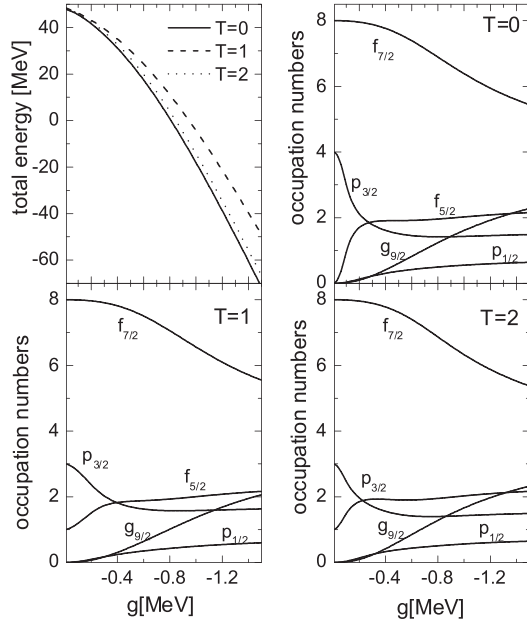 total energy [MeV]
40
20
0
-20
-40
-60
T=0
T=1
T=2
occupation numbers
8
6
4
2
0
T=0
f7/2
p3/2
f5/2
g9/2
p1/2
occupation numbers
8
6
4
2
0
T=1
f7/2
p3/2
f5/2
g9/2
p1/2
-0.4 -0.8 -1.2
g[MeV]
occupation numbers
8
6
4
2
0
T=2
f7/2
p3/2
f5/2
g9/2
p1/2
-0.4 -0.8 -1.2
g[MeV]